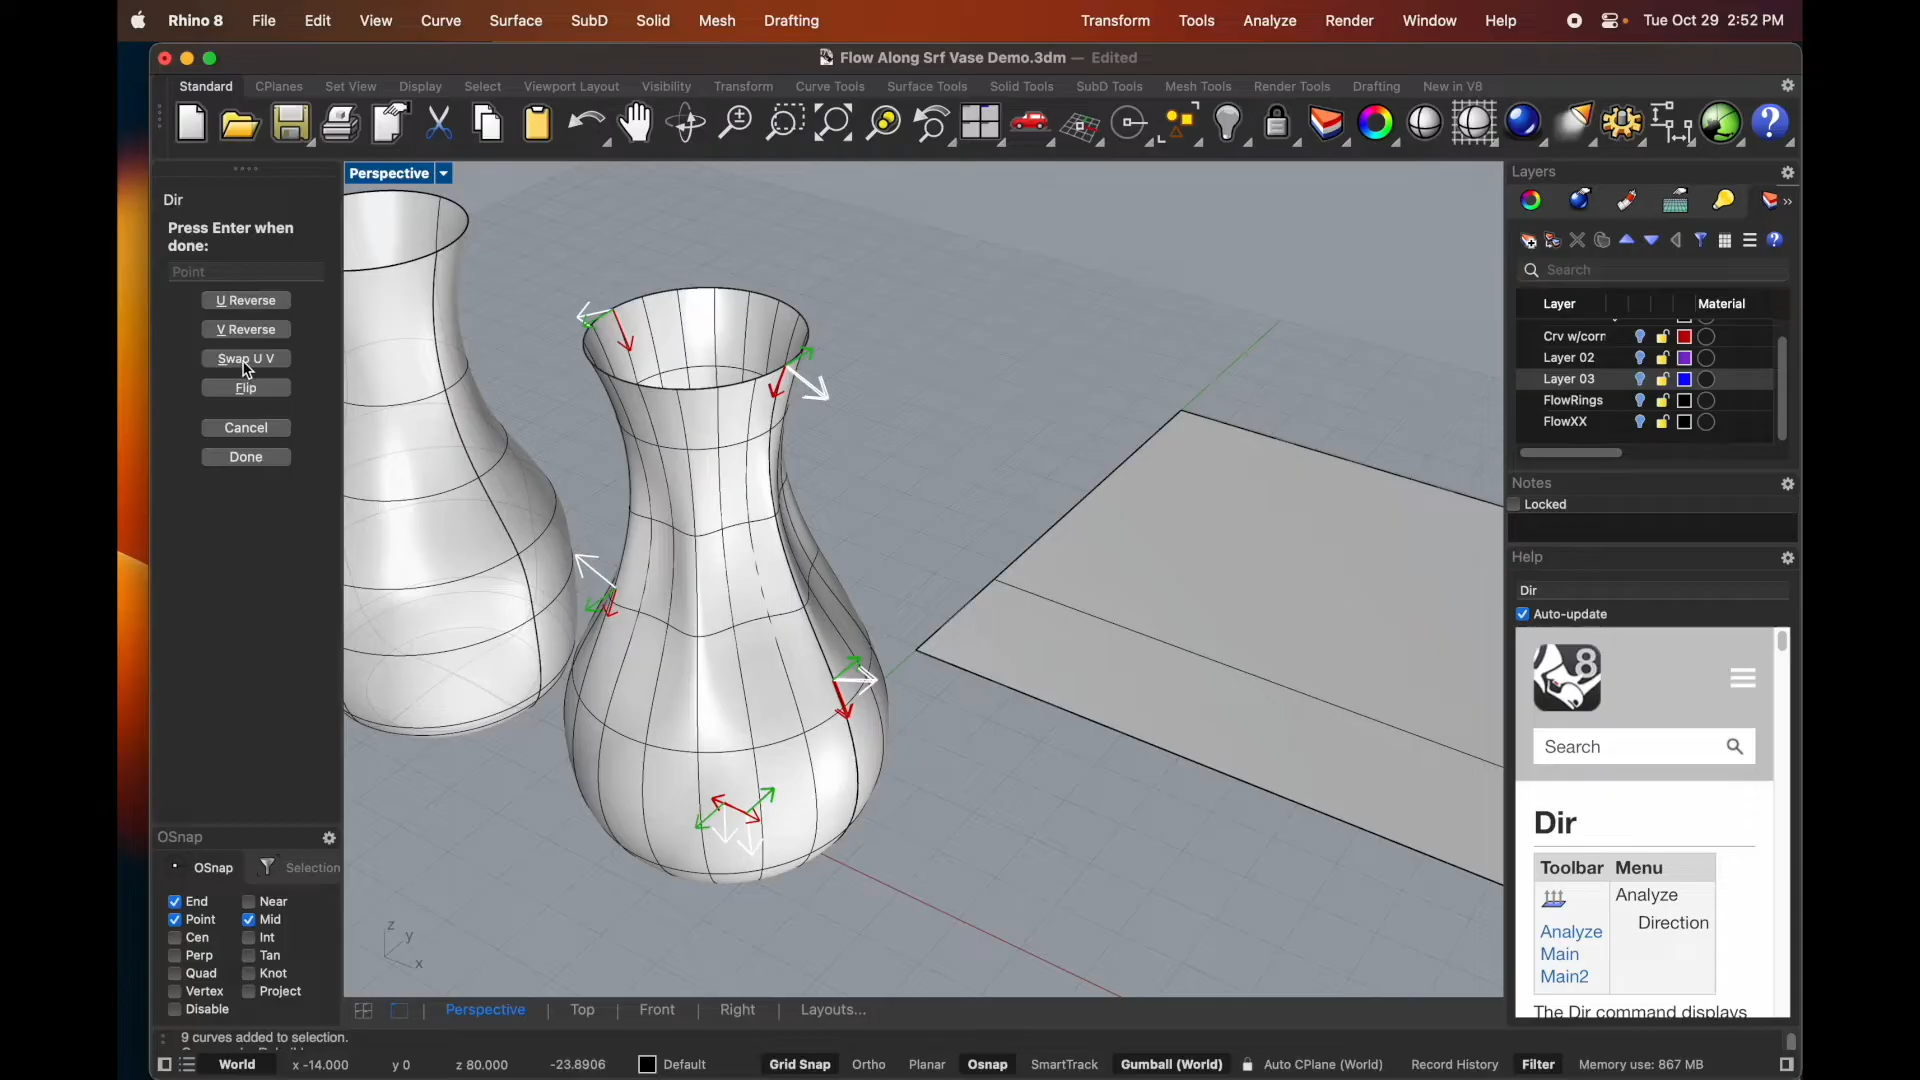 Rhino 8 File Edit View Curve Surface SubD Solid Mesh Drafting Transform Tools Analyze Render Window Help Tue Oct 29 2:52 PM
Flow Along Srf Vase Demo.3dm — Edited
Standard CPlanes Set View Display Select Viewport Layout Visibility Transform Curve Tools Surface Tools Solid Tools SubD Tools Mesh Tools Render Tools Drafting New in V8
Dir
Press Enter when
done:
Point
U Reverse
V Reverse
Swap U V
Flip
Cancel
Done
Perspective
z
y
x
Layers
Search
Layer Material
Crv w/corn
Layer 02
Layer 03
FlowRings
FlowXX
Notes
Locked
Help
Dir
Auto-update
8
Search
Dir
Toolbar Menu
Analyze
Direction
Analyze
Main
Main2
The Dir command displays
OSnap
OSnap Selection
End Near
Point Mid
Cen Int
Perp Tan
Quad Knot
Vertex Project
Disable
Perspective Top Front Right Layouts...
9 curves added to selection.
World x -14.000 y 0 z 80.000 -23.8906 Default Grid Snap Ortho Planar Osnap SmartTrack Gumball (World) Auto CPlane (World) Record History Filter Memory use: 867 MB